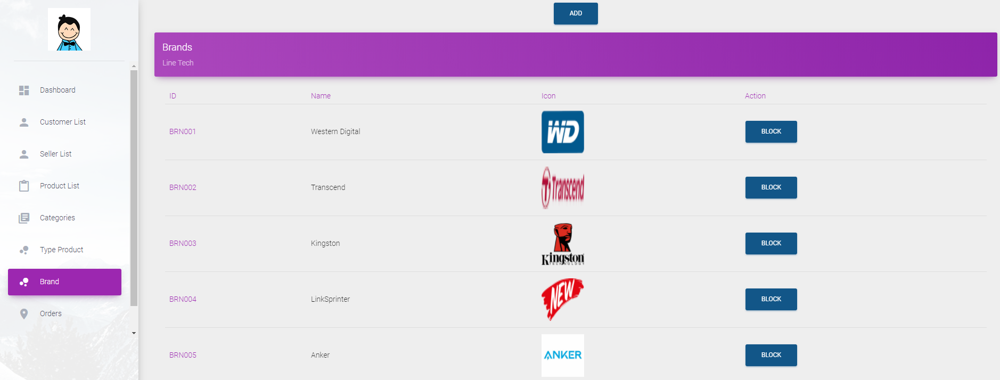 ADD
Brands
Line Tech
Dashboard
Customer List
Seller List
Product List
Categories
Type Product
Brand
Orders
ID Name Icon Action
BRN001 Western Digital WD BLOCK
BRN002 Transcend T Transcend BLOCK
BRN003 Kingston Kingston TECHNOLOGY BLOCK
BRN004 LinkSprinter NEW BLOCK
BRN005 Anker ANKER BLOCK